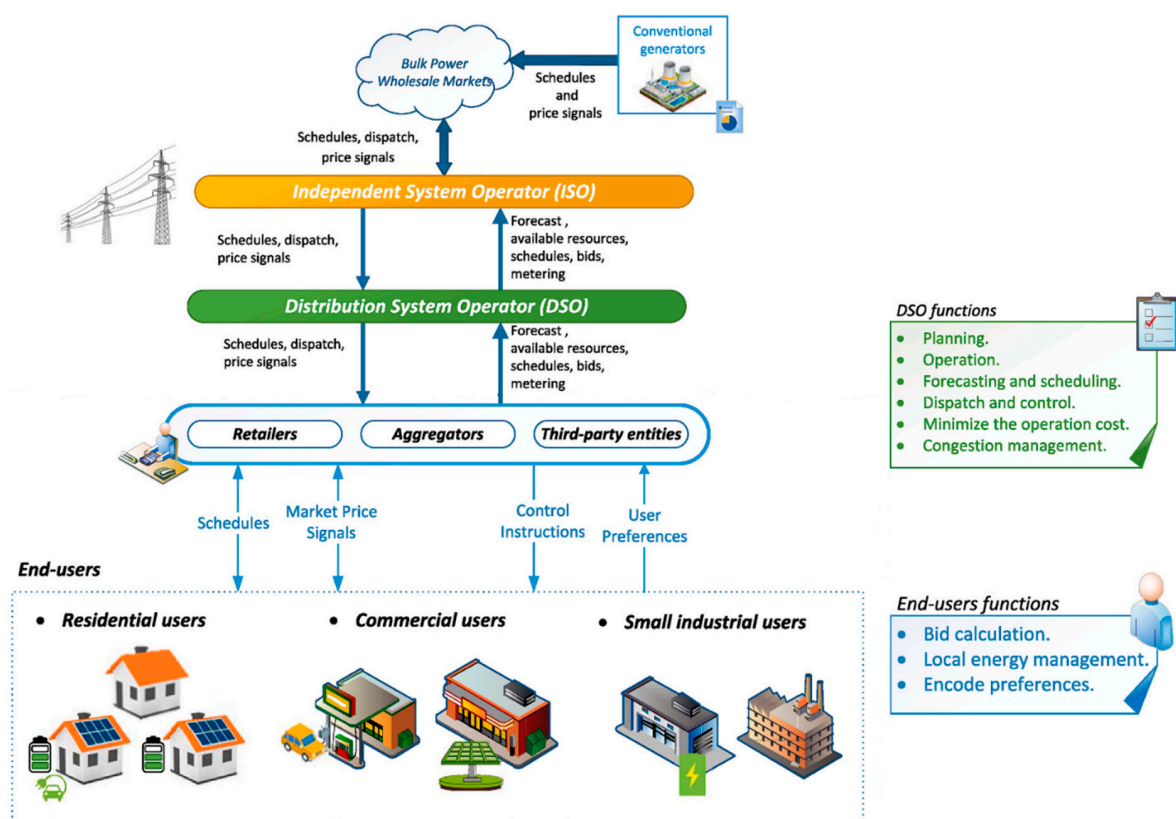 Conventional
generators
Bulk Power
Wholesale Markets
Schedules
and
price signals
Schedules, dispatch,
price signals
Independent System Operator (ISO)
Schedules, dispatch,
price signals
Forecast ,
available resources,
schedules, bids,
metering
Distribution System Operator (DSO)
Schedules, dispatch,
price signals
Forecast ,
available resources,
schedules, bids,
metering
Retailers
Aggregators
Third-party entities
Schedules
Market Price
Signals
Control
Instructions
User
Preferences
End-users
• Residential users
• Commercial users
• Small industrial users
DSO functions
• Planning.
• Operation.
• Forecasting and scheduling.
• Dispatch and control.
• Minimize the operation cost.
• Congestion management.
End-users functions
• Bid calculation.
• Local energy management.
• Encode preferences.